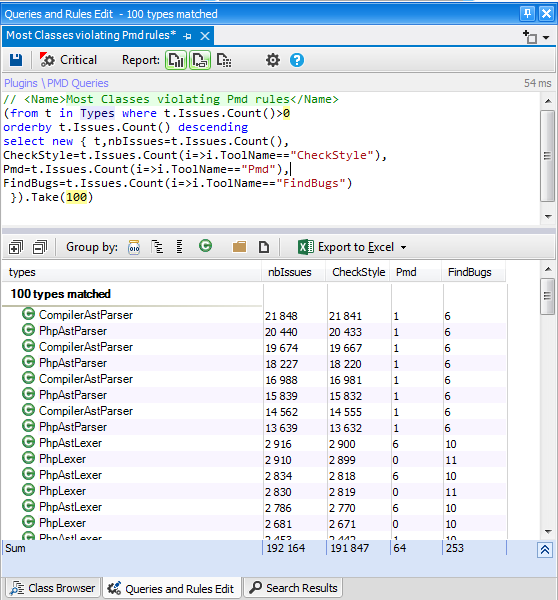 Queries and Rules Edit - 100 types matched
Most Classes violating Pmd rules*
Critical Report:
Plugins \ PMD Queries 54 ms
// <Name>Most Classes violating Pmd rules</Name>
(from t in Types where t.Issues.Count()>0
orderby t.Issues.Count() descending
select new { t,nbIssues=t.Issues.Count(),
CheckStyle=t.Issues.Count(i=>i.ToolName=="CheckStyle"),
Pmd=t.Issues.Count(i=>i.ToolName=="Pmd"),
FindBugs=t.Issues.Count(i=>i.ToolName=="FindBugs")
}).Take(100)
Group by: Export to Excel
types nbIssues CheckStyle Pmd FindBugs
100 types matched
CompilerAstParser 21 848 21 841 1 6
PhpAstParser 20 440 20 433 1 6
CompilerAstParser 19 674 19 667 1 6
PhpAstParser 18 227 18 220 1 6
CompilerAstParser 16 988 16 981 1 6
PhpAstParser 15 839 15 832 1 6
CompilerAstParser 14 562 14 555 1 6
PhpAstParser 13 639 13 632 1 6
PhpAstLexer 2 916 2 900 6 10
PhpLexer 2 910 2 899 0 11
PhpAstLexer 2 834 2 818 6 10
PhpLexer 2 830 2 819 0 11
PhpAstLexer 2 786 2 770 6 10
PhpLexer 2 681 2 671 0 10
PhpAstLexer 2 453 2 442 1 10
Sum 192 164 191 847 64 253
Class Browser Queries and Rules Edit Search Results